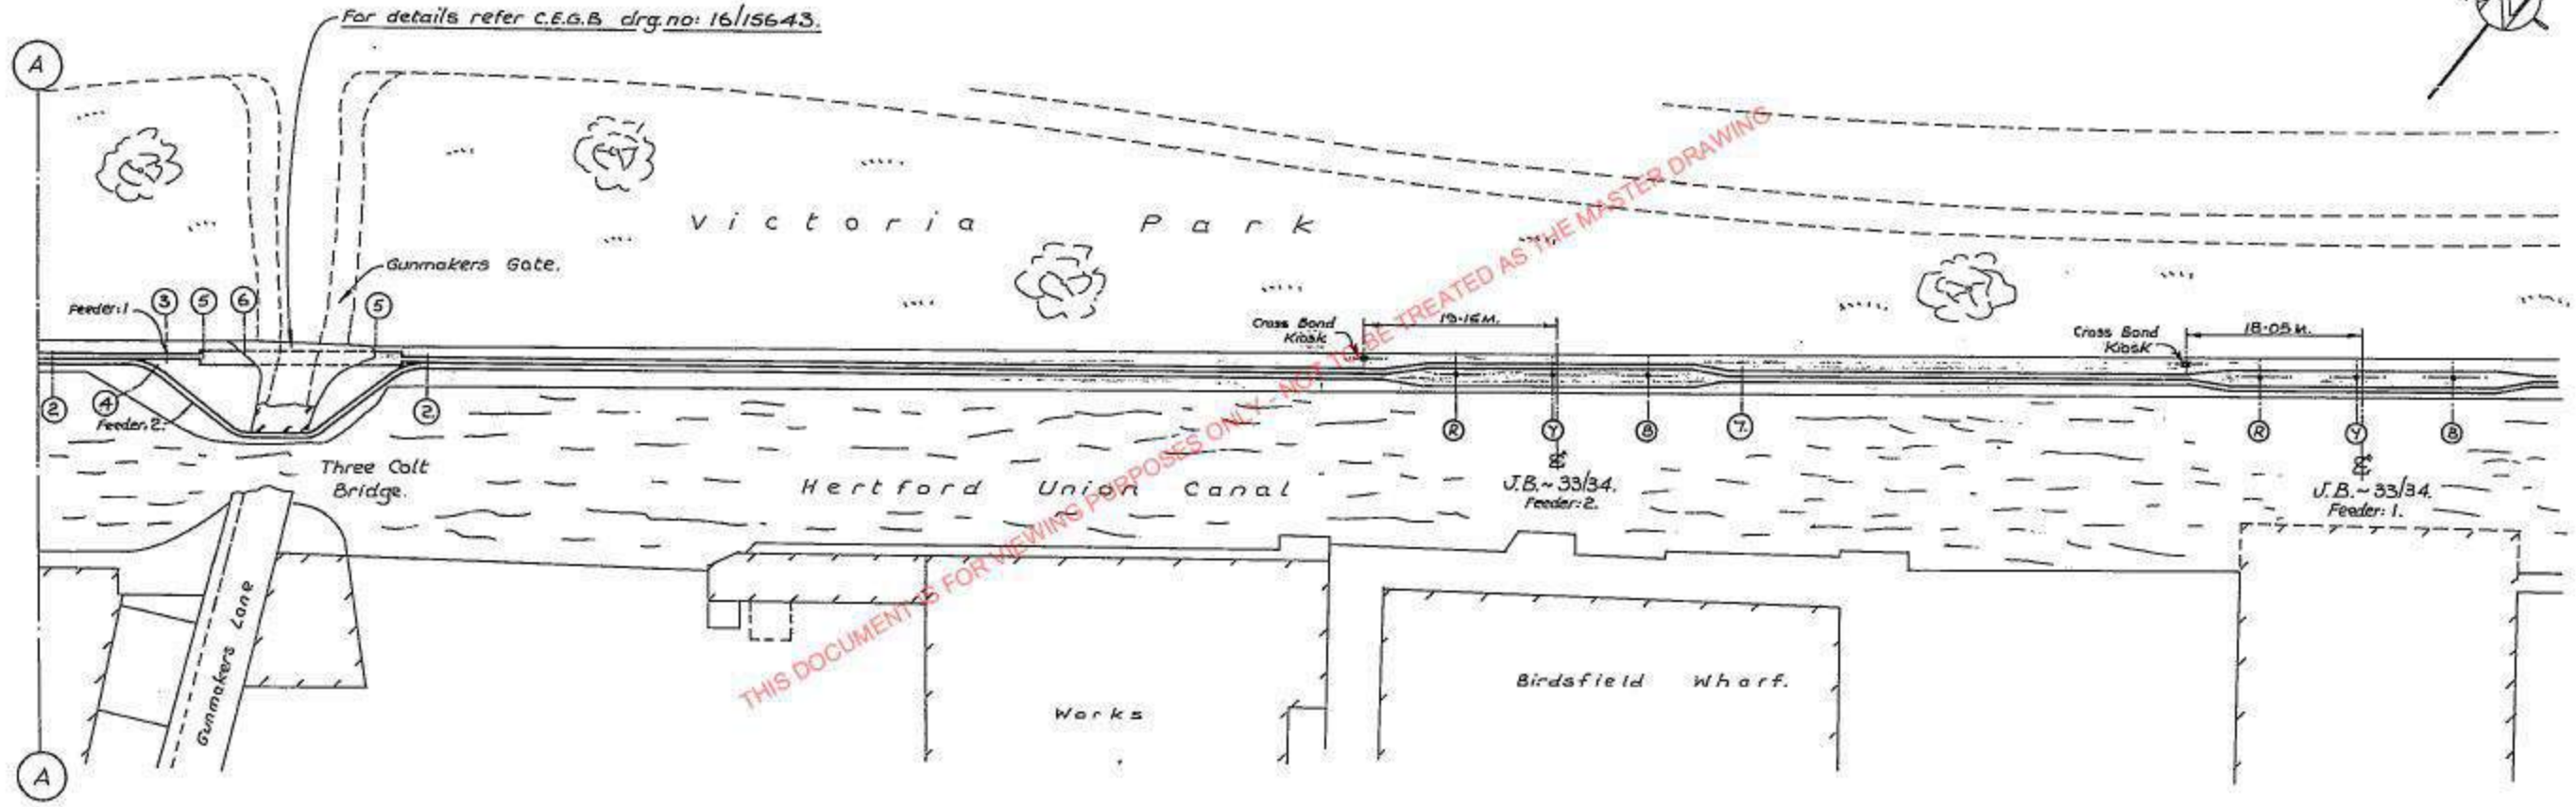 For details refer C.E.G.B drg.no: 16/15643.
A
Victoria Park
Gunmakers Gate.
Feeder:1
3
5
6
5
Cross Bond
Kiosk
Cross Bond
Kiosk
18-05 M.
2
4
Feeder.2.
2.
R
Y
B
7.
R
Y
B
Three Colt
Bridge.
Hertford Union Canal
J.B.~33/34.
Feeder:2.
J.B.~33/34.
Feeder:1.
Gunmakers Lane
Works
Birdsfield Wharf.
A
THIS DOCUMENT IS FOR VIEWING PURPOSES ONLY - NOT TO BE TREATED AS THE MASTER DRAWING